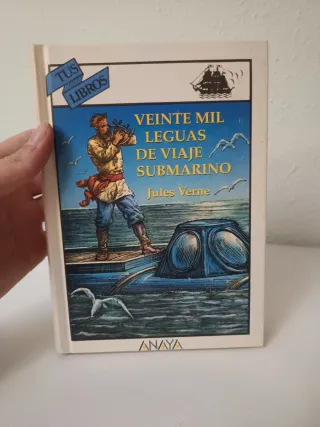 TUS
LIBROS
VEINTE MIL
LEGUAS
DE VIAJE
SUBMARINO
Jules Verne
ANAYA